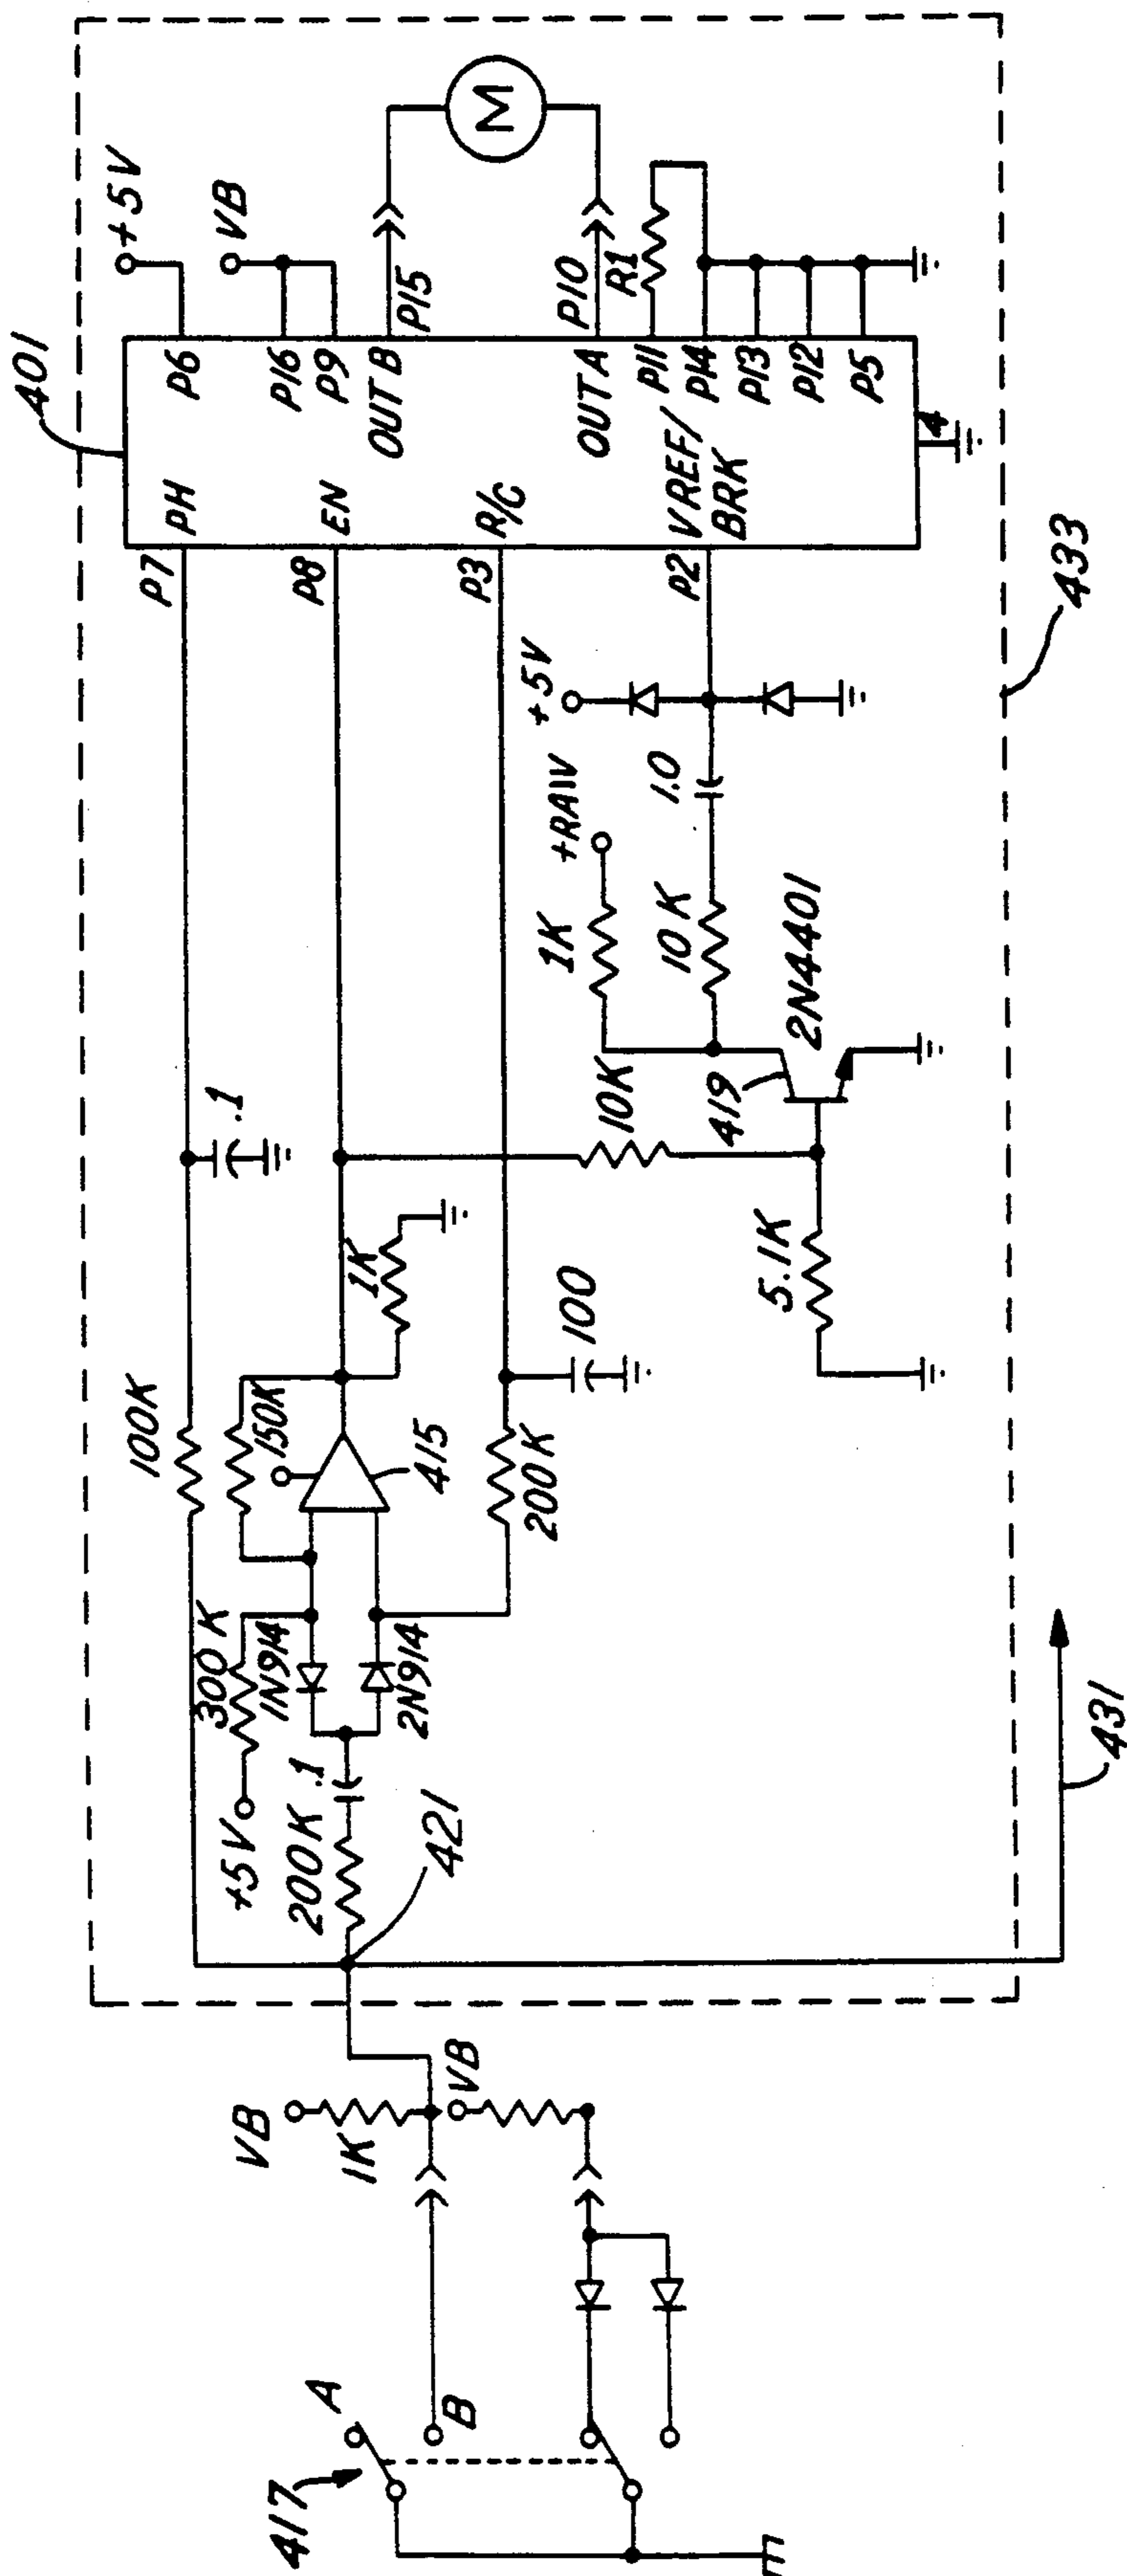 417
A
B
VB
1K
VB
421
431
+5V
200K
.1
300K
1N914
2N914
100K
150K
415
200K
1K
100
.1
5.1K
10K
419
2N4401
1K
+RAW
10K
1.0
+5V
P7
P8
P3
P2
401
PH
EN
R/C
VREF/
BRK
P6
P16
P9
OUT B
OUT A
P11
P14
P13
P12
P5
4
+5V
VB
P15
P10
R1
M
433